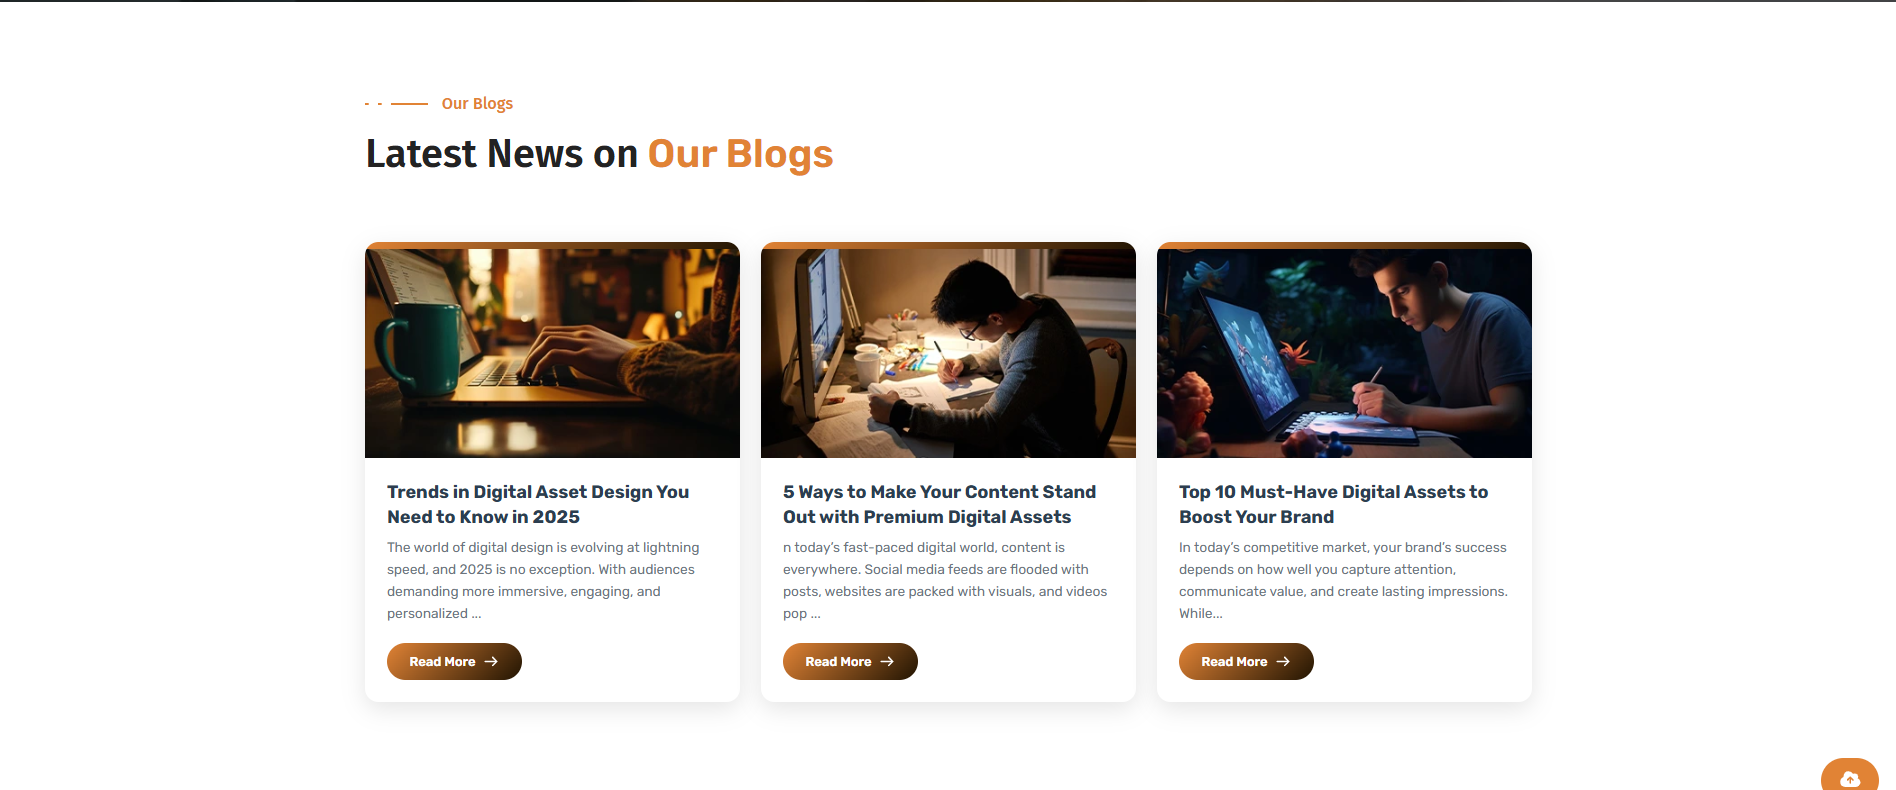 Our Blogs
Latest News on Our Blogs
Trends in Digital Asset Design You
Need to Know in 2025
The world of digital design is evolving at lightning
speed, and 2025 is no exception. With audiences
demanding more immersive, engaging, and
personalized ...
Read More
5 Ways to Make Your Content Stand
Out with Premium Digital Assets
n today’s fast-paced digital world, content is
everywhere. Social media feeds are flooded with
posts, websites are packed with visuals, and videos
pop ...
Read More
Top 10 Must-Have Digital Assets to
Boost Your Brand
In today’s competitive market, your brand’s success
depends on how well you capture attention,
communicate value, and create lasting impressions.
While...
Read More